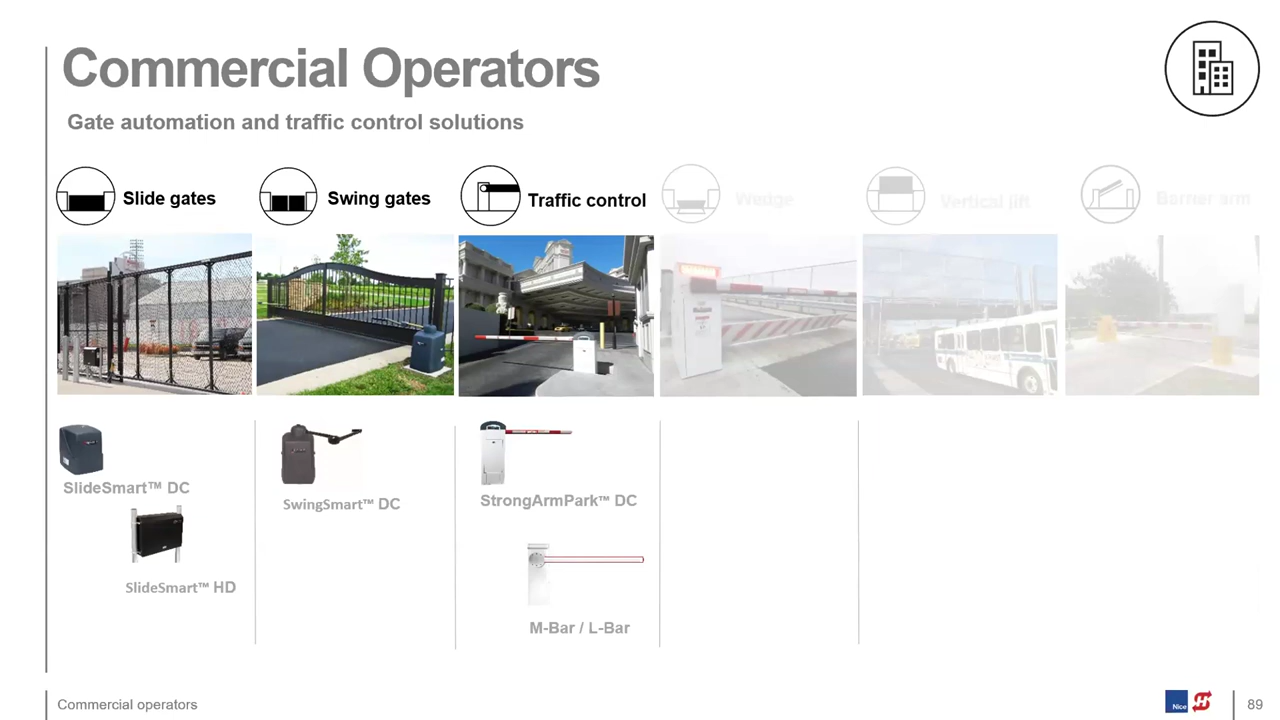 Commercial Operators
Gate automation and traffic control solutions
Slide gates
Swing gates
Traffic control
Wedge
Vertical lift
Barrier arm
SlideSmart™ DC
SwingSmart™ DC
StrongArmPark™ DC
SlideSmart™ HD
M-Bar / L-Bar
Commercial operators
Nice
H
89